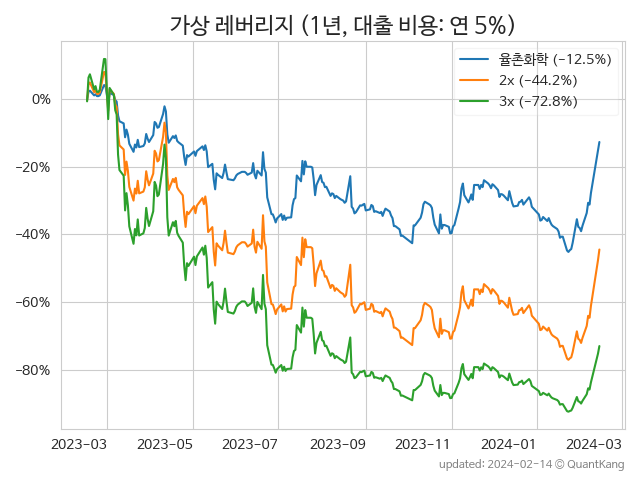 가상 레버리지 (1년, 대출 비용: 연 5%)
율촌화학 (−12.5%)
2x (−44.2%)
3x (−72.8%)
0%
−20%
−40%
−60%
−80%
2023−03 2023−05 2023−07 2023−09 2023−11 2024−01 2024−03
updated: 2024-02-14 © QuantKang